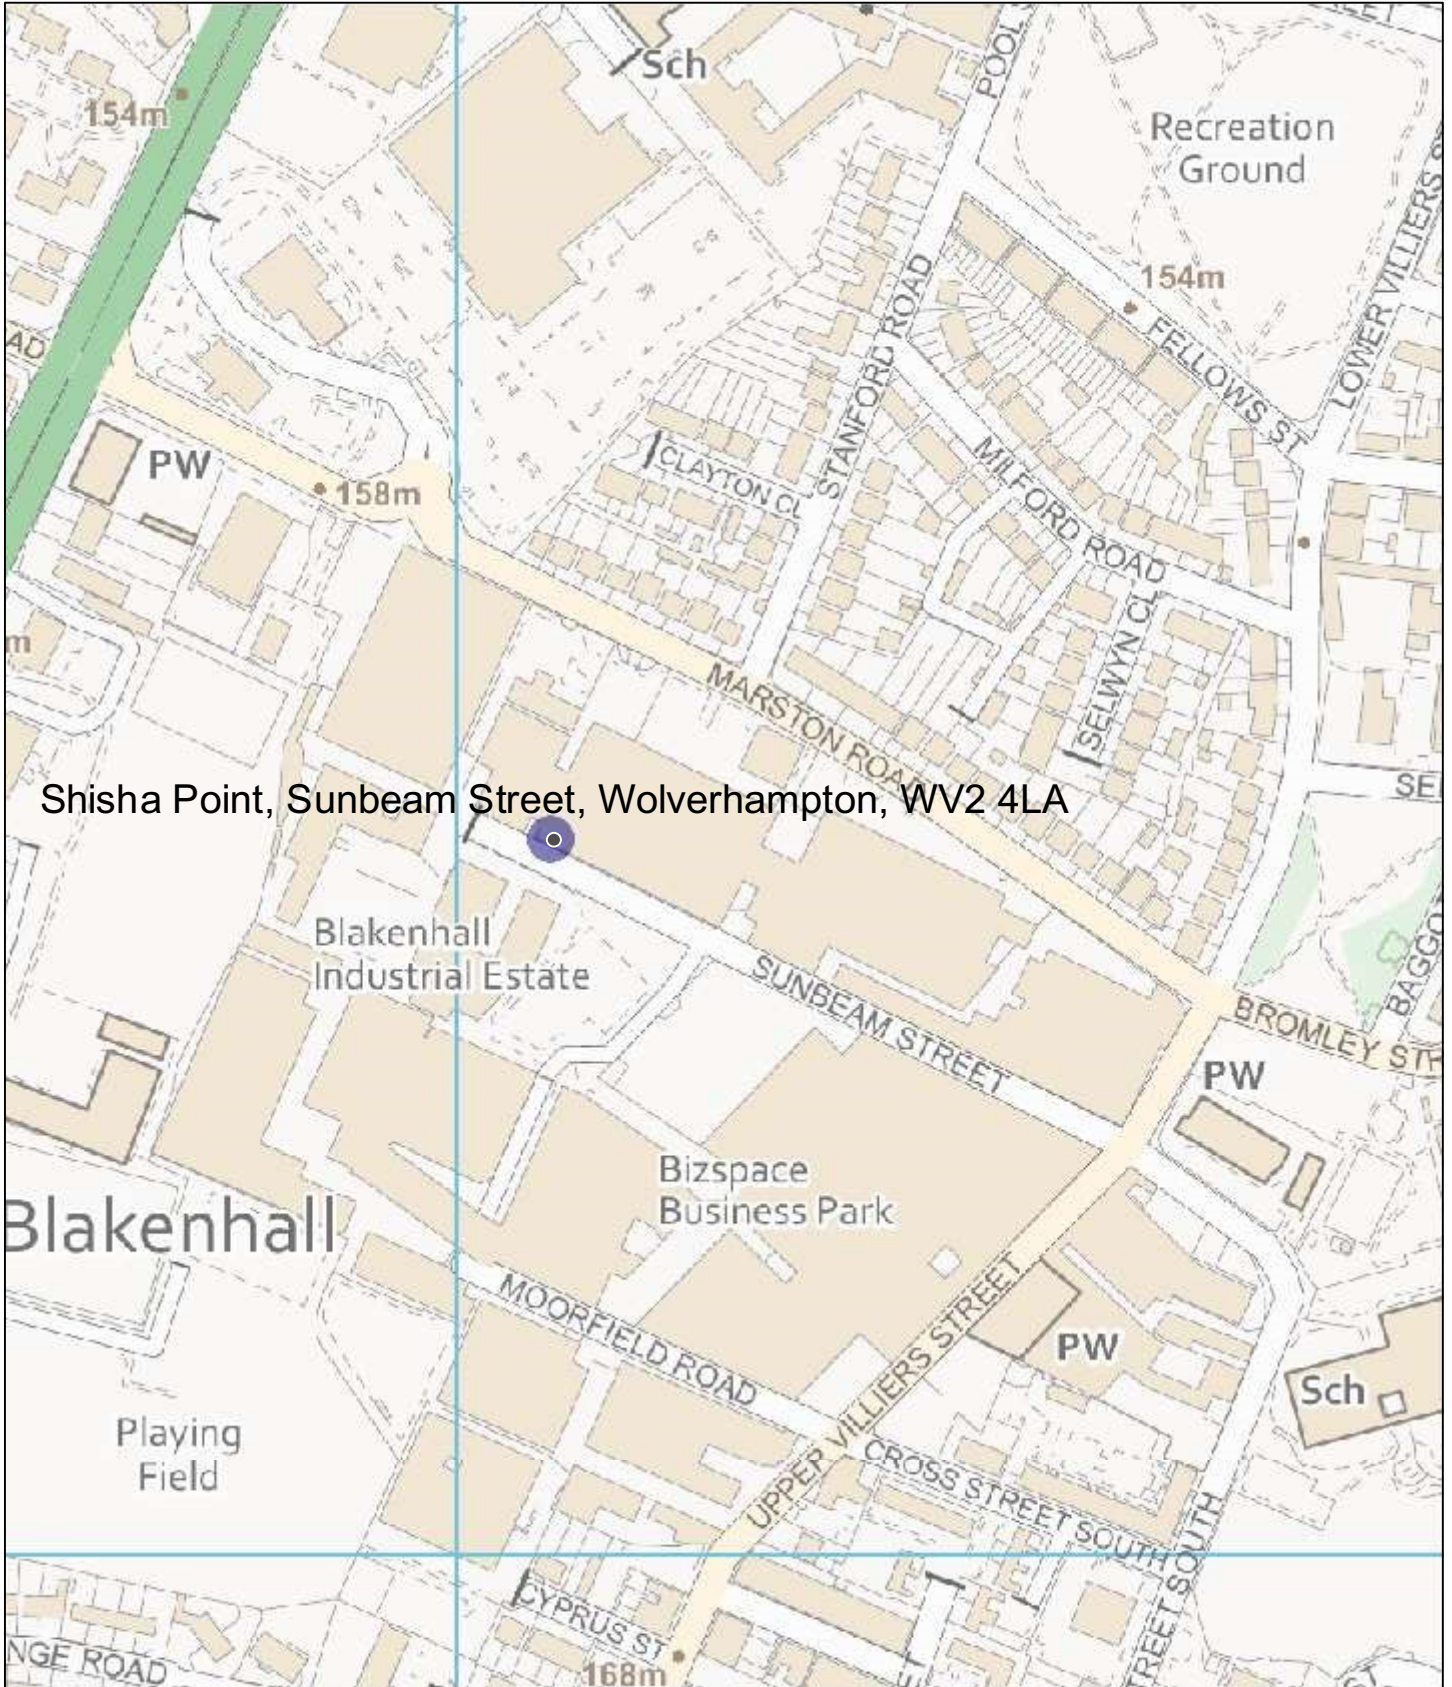 POOL S
Sch
154m
Recreation
Ground
LOWER VILLIERS S
154m
STANFORD ROAD
FELLOWS ST
AD
PW
158m
CLAYTON CL
MILFORD ROAD
SELWYN CL
m
MARSTON ROAD
SE
Shisha Point, Sunbeam Street, Wolverhampton, WV2 4LA
Blakenhall
Industrial Estate
SUNBEAM STREET
BAGGO
BROMLEY STR
PW
Bizspace
Business Park
Blakenhall
MOORFIELD ROAD
UPPER VILLIERS STREET
PW
Sch
Playing
Field
CROSS STREET SOUTH
TREET SOUTH
CYPRUS ST
NGE ROAD
168m
ET